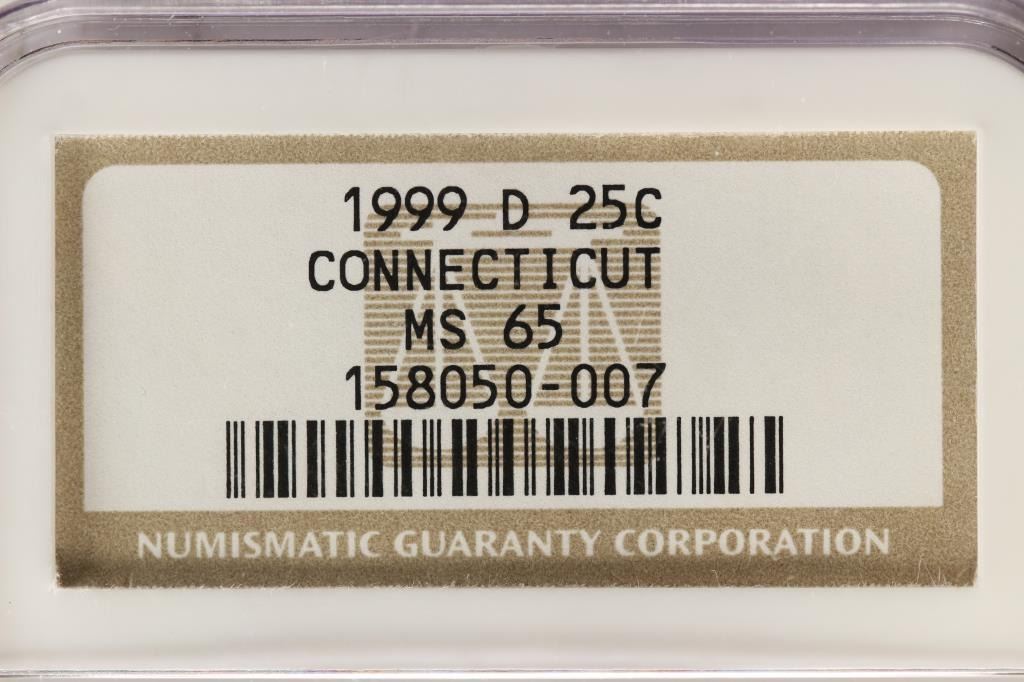 1999 D 25C
CONNECTICUT
MS 65
158050-007
NUMISMATIC GUARANTY CORPORATION